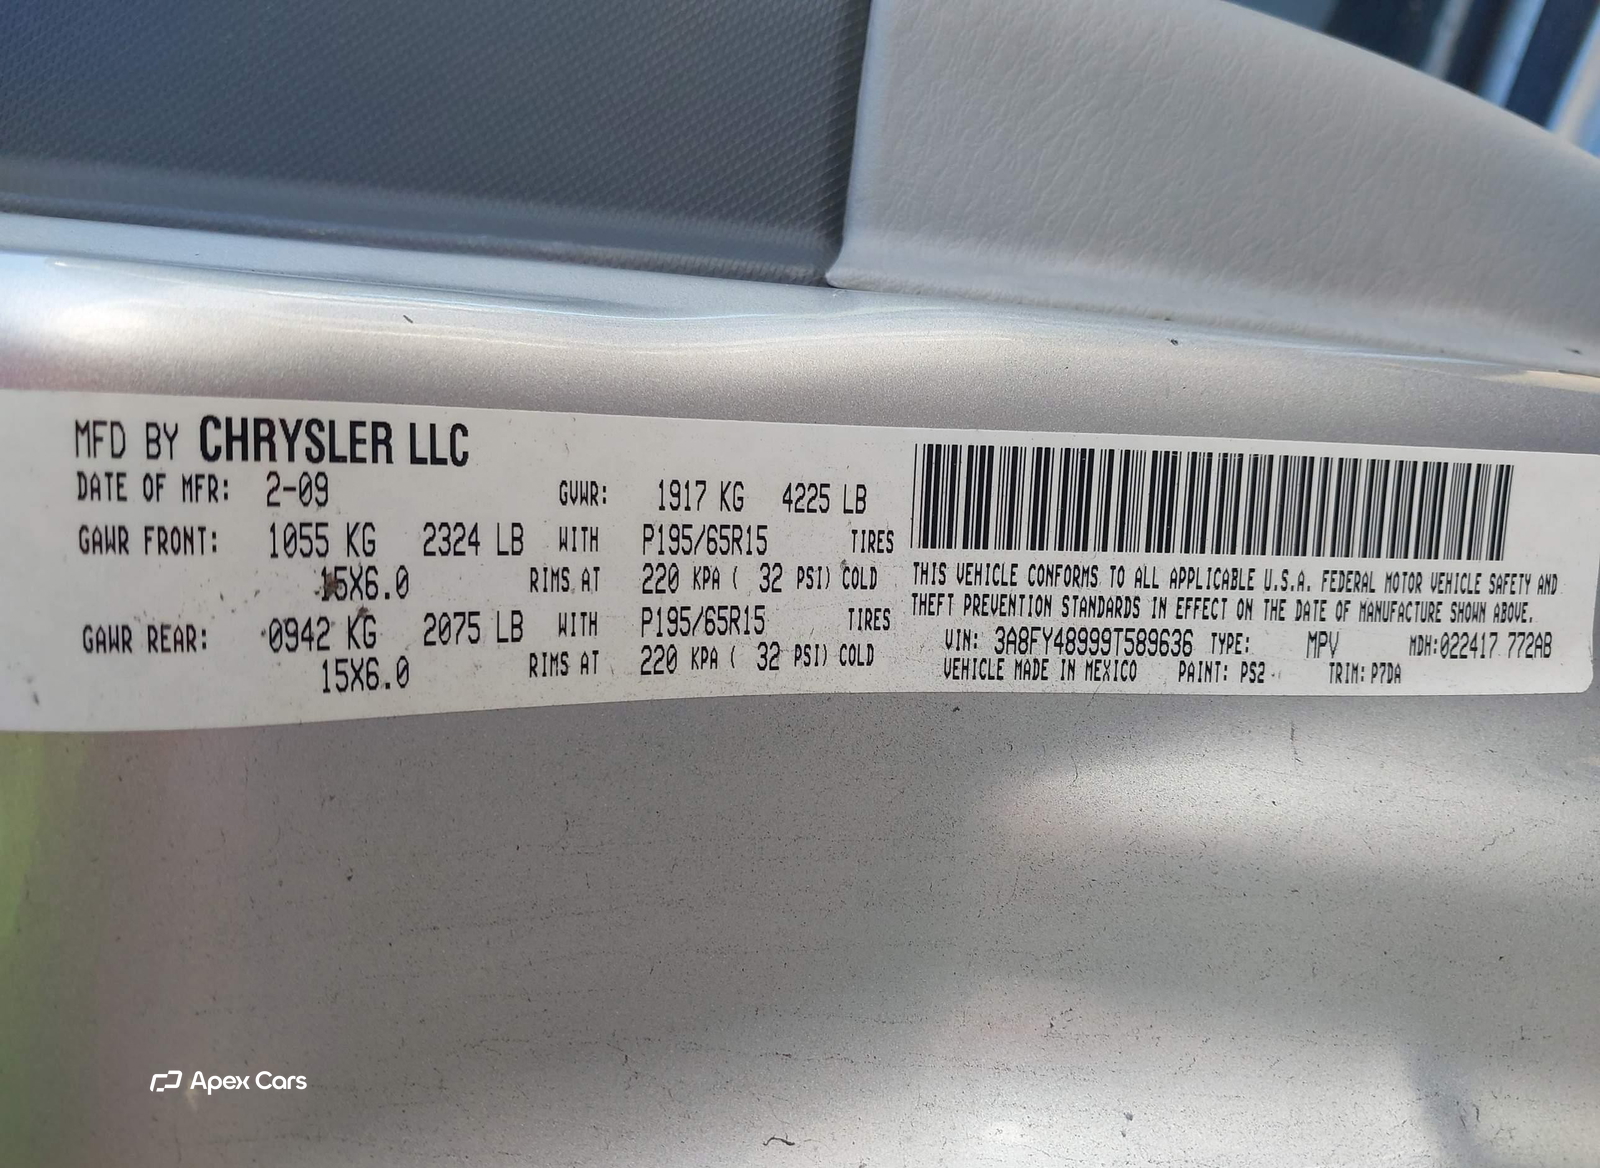 MFD BY CHRYSLER LLC
DATE OF MFR: 2-09 GVWR: 1917 KG 4225 LB
GAWR FRONT: 1055 KG 2324 LB WITH P195/65R15 TIRES
15X6.0 RIMS AT 220 KPA ( 32 PSI) COLD
GAWR REAR: 0942 KG 2075 LB WITH P195/65R15 TIRES
15X6.0 RIMS AT 220 KPA ( 32 PSI) COLD
THIS VEHICLE CONFORMS TO ALL APPLICABLE U.S.A. FEDERAL MOTOR VEHICLE SAFETY AND
THEFT PREVENTION STANDARDS IN EFFECT ON THE DATE OF MANUFACTURE SHOWN ABOVE.
VIN: 3A8FY48999T589636 TYPE: MPV MDH:022417 772AB
VEHICLE MADE IN MEXICO PAINT: PS2 TRIM: P7DA
Apex Cars